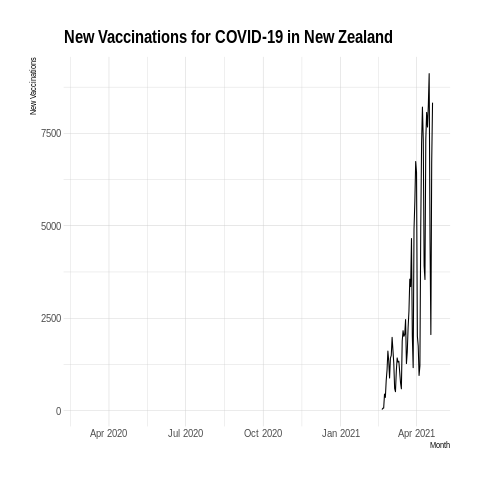 New Vaccinations for COVID-19 in New Zealand
New Vaccinations
7500
5000
2500
0
Apr 2020 Jul 2020 Oct 2020 Jan 2021 Apr 2021
Month